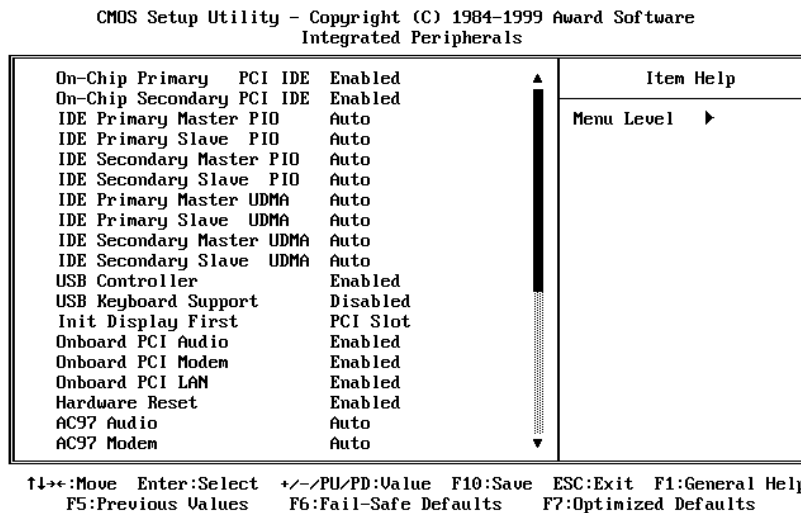 CMOS Setup Utility - Copyright (C) 1984-1999 Award Software
Integrated Peripherals
On-Chip Primary PCI IDE Enabled
On-Chip Secondary PCI IDE Enabled
IDE Primary Master PIO Auto
IDE Primary Slave PIO Auto
IDE Secondary Master PIO Auto
IDE Secondary Slave PIO Auto
IDE Primary Master UDMA Auto
IDE Primary Slave UDMA Auto
IDE Secondary Master UDMA Auto
IDE Secondary Slave UDMA Auto
USB Controller Enabled
USB Keyboard Support Disabled
Init Display First PCI Slot
Onboard PCI Audio Enabled
Onboard PCI Modem Enabled
Onboard PCI LAN Enabled
Hardware Reset Enabled
AC97 Audio Auto
AC97 Modem Auto
Item Help
Menu Level ▶
↑↓→←:Move Enter:Select +/-/PU/PD:Value F10:Save ESC:Exit F1:General Help
F5:Previous Values F6:Fail-Safe Defaults F7:Optimized Defaults